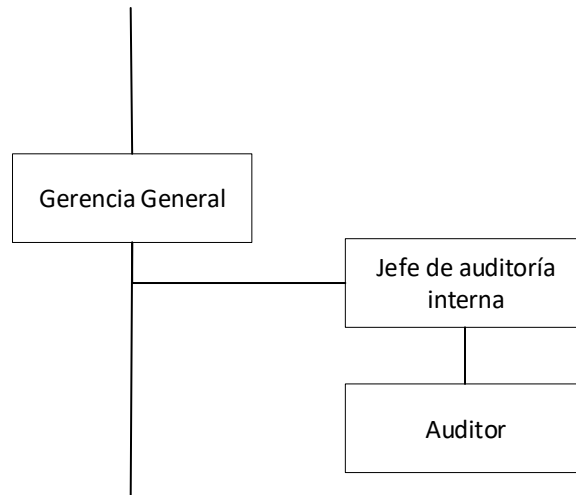 Gerencia General
Jefe de auditoría
interna
Auditor